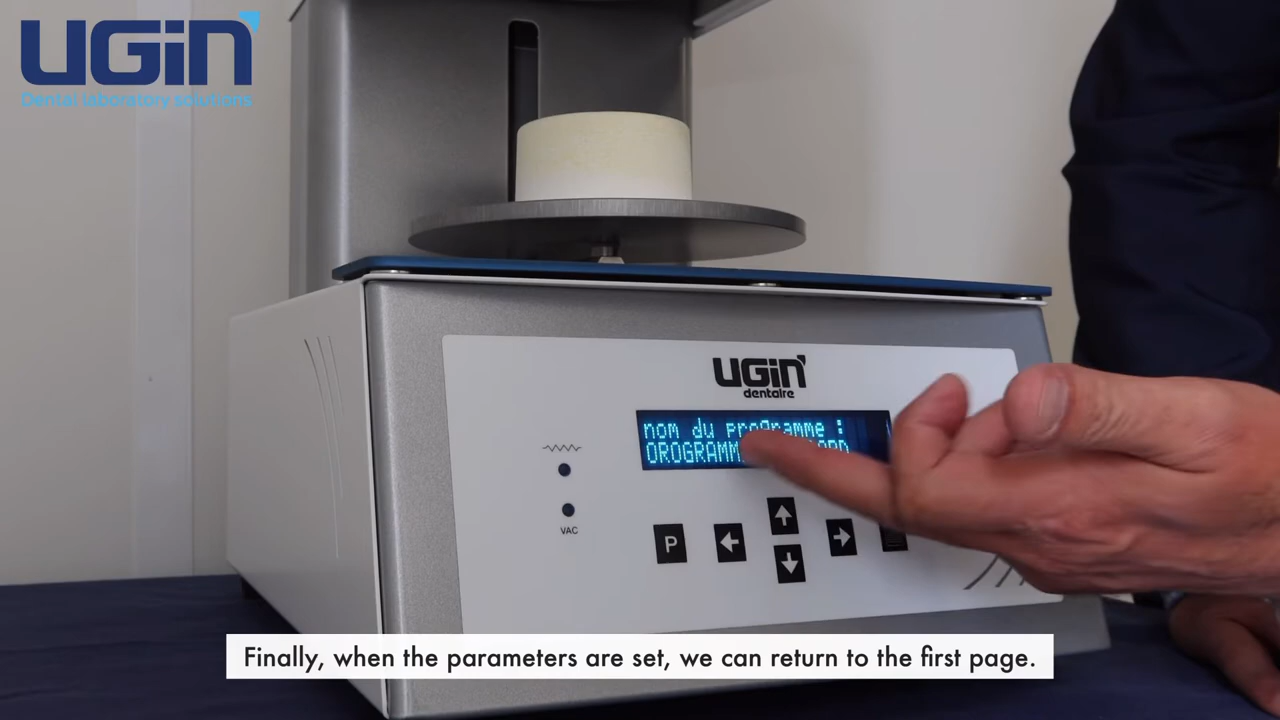 UGiN
Dental laboratory solutions
UGiN
dentaire
nom du programme :
VAC
P
Finally, when the parameters are set, we can return to the first page.